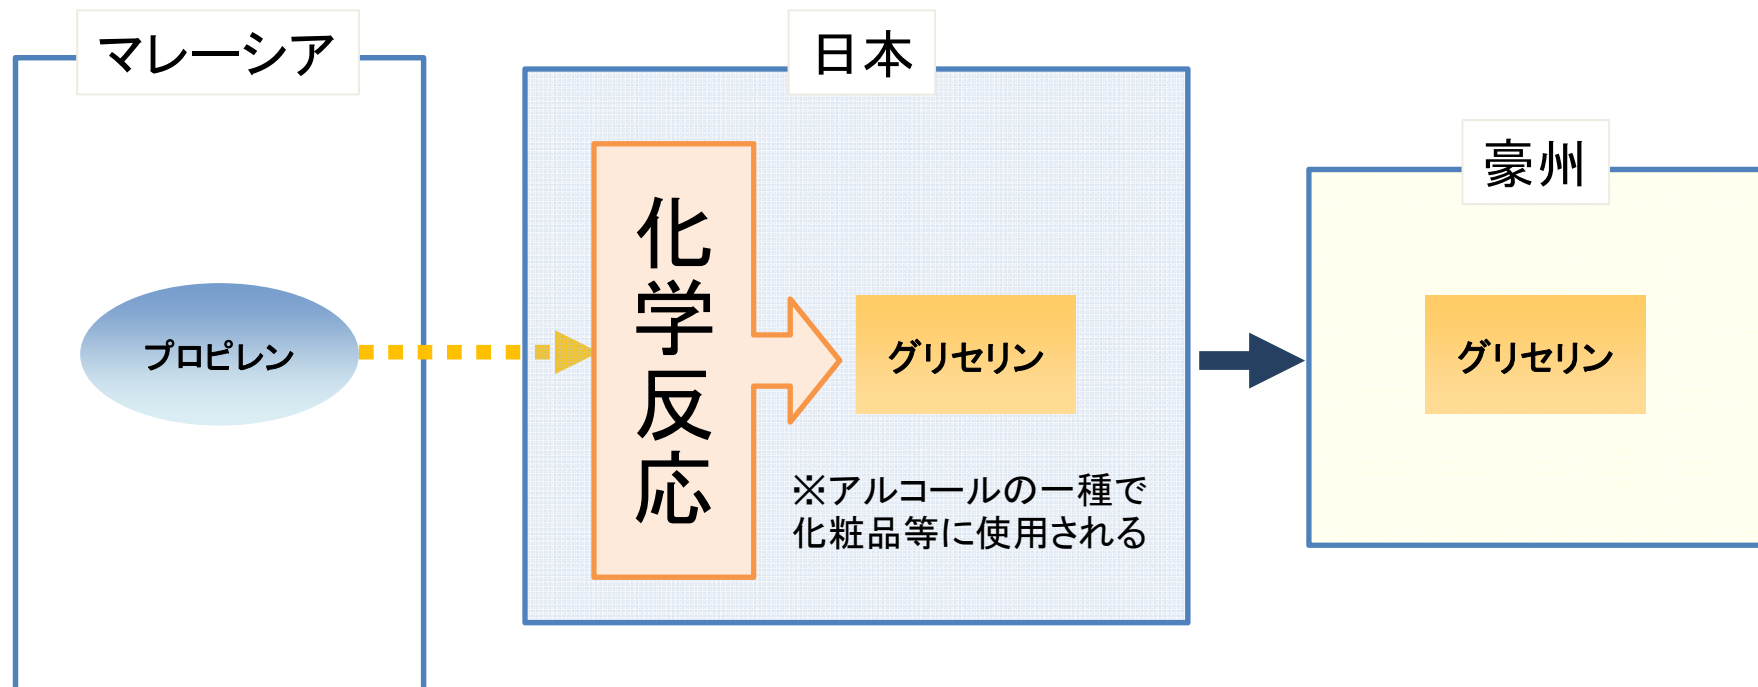 マレーシア
日本
豪州
プロピレン
化学反応
グリセリン
グリセリン
※アルコールの一種で
化粧品等に使用される